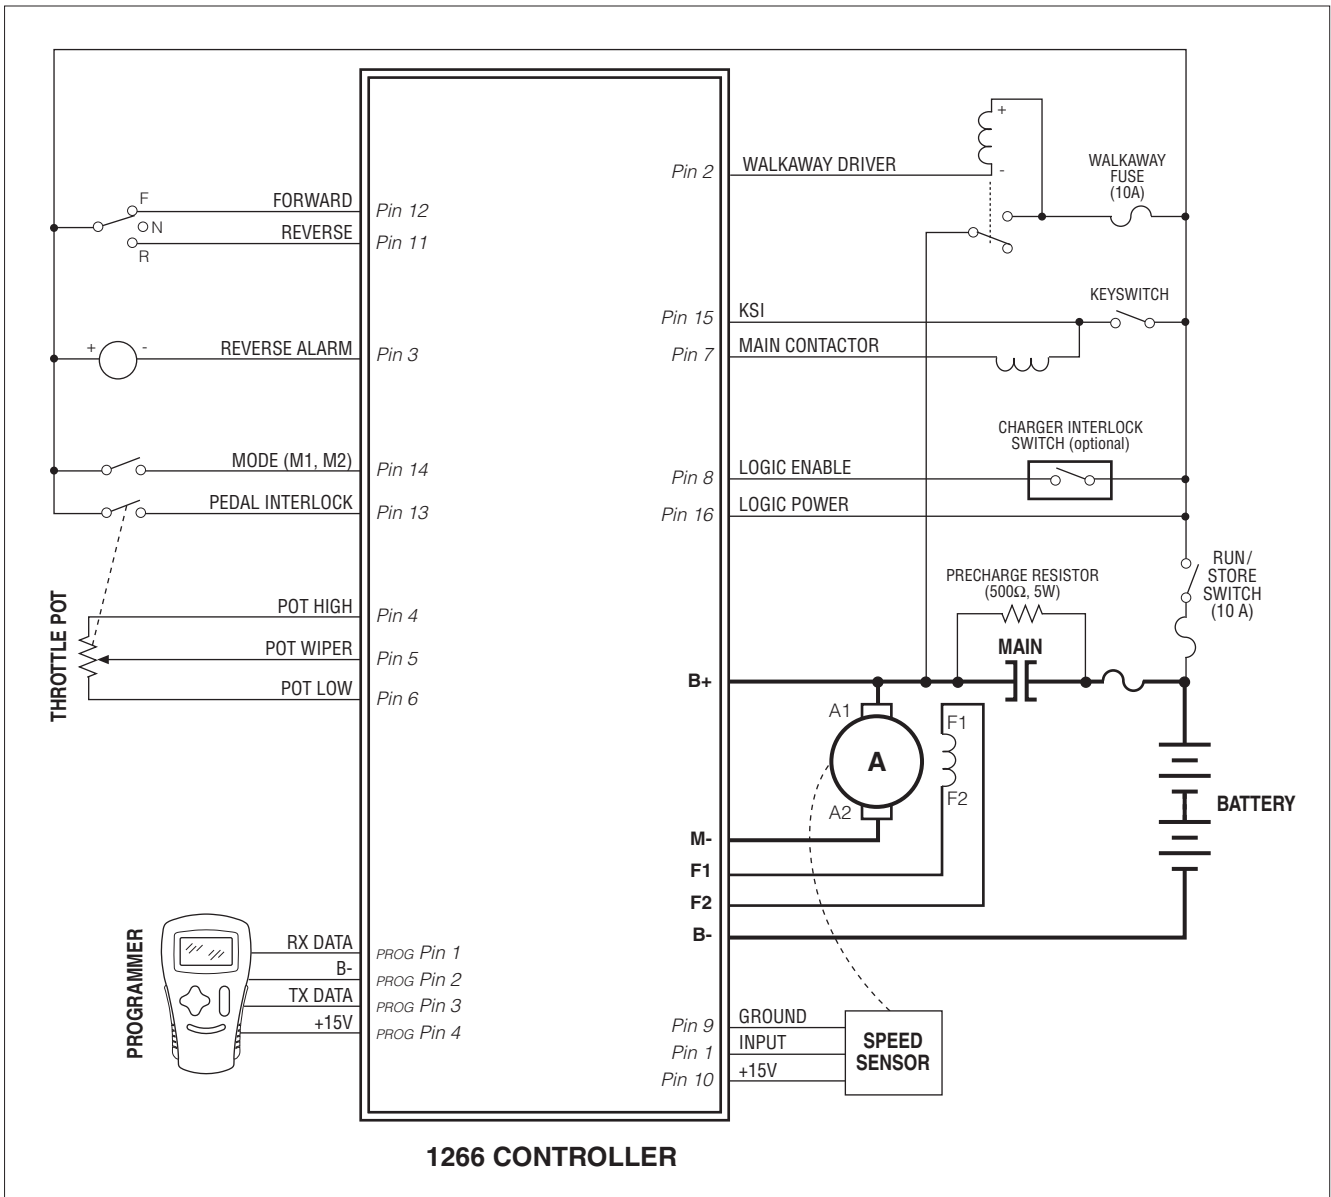 WALKAWAY DRIVER
Pin 2
+
-
WALKAWAY
FUSE
(10A)
F
N
R
FORWARD
Pin 12
REVERSE
Pin 11
KEYSWITCH
Pin 15
KSI
Pin 7
MAIN CONTACTOR
+
-
REVERSE ALARM
Pin 3
CHARGER INTERLOCK
SWITCH (optional)
MODE (M1, M2)
Pin 14
Pin 8
LOGIC ENABLE
PEDAL INTERLOCK
Pin 13
Pin 16
LOGIC POWER
RUN/
STORE
SWITCH
(10 A)
PRECHARGE RESISTOR
(500Ω, 5W)
MAIN
THROTTLE POT
POT HIGH
Pin 4
POT WIPER
Pin 5
POT LOW
Pin 6
B+
A1
A
A2
F1
F2
BATTERY
M-
F1
F2
B-
PROGRAMMER
RX DATA
PROG Pin 1
B-
PROG Pin 2
TX DATA
PROG Pin 3
+15V
PROG Pin 4
Pin 9
GROUND
Pin 1
INPUT
Pin 10
+15V
SPEED
SENSOR
1266 CONTROLLER